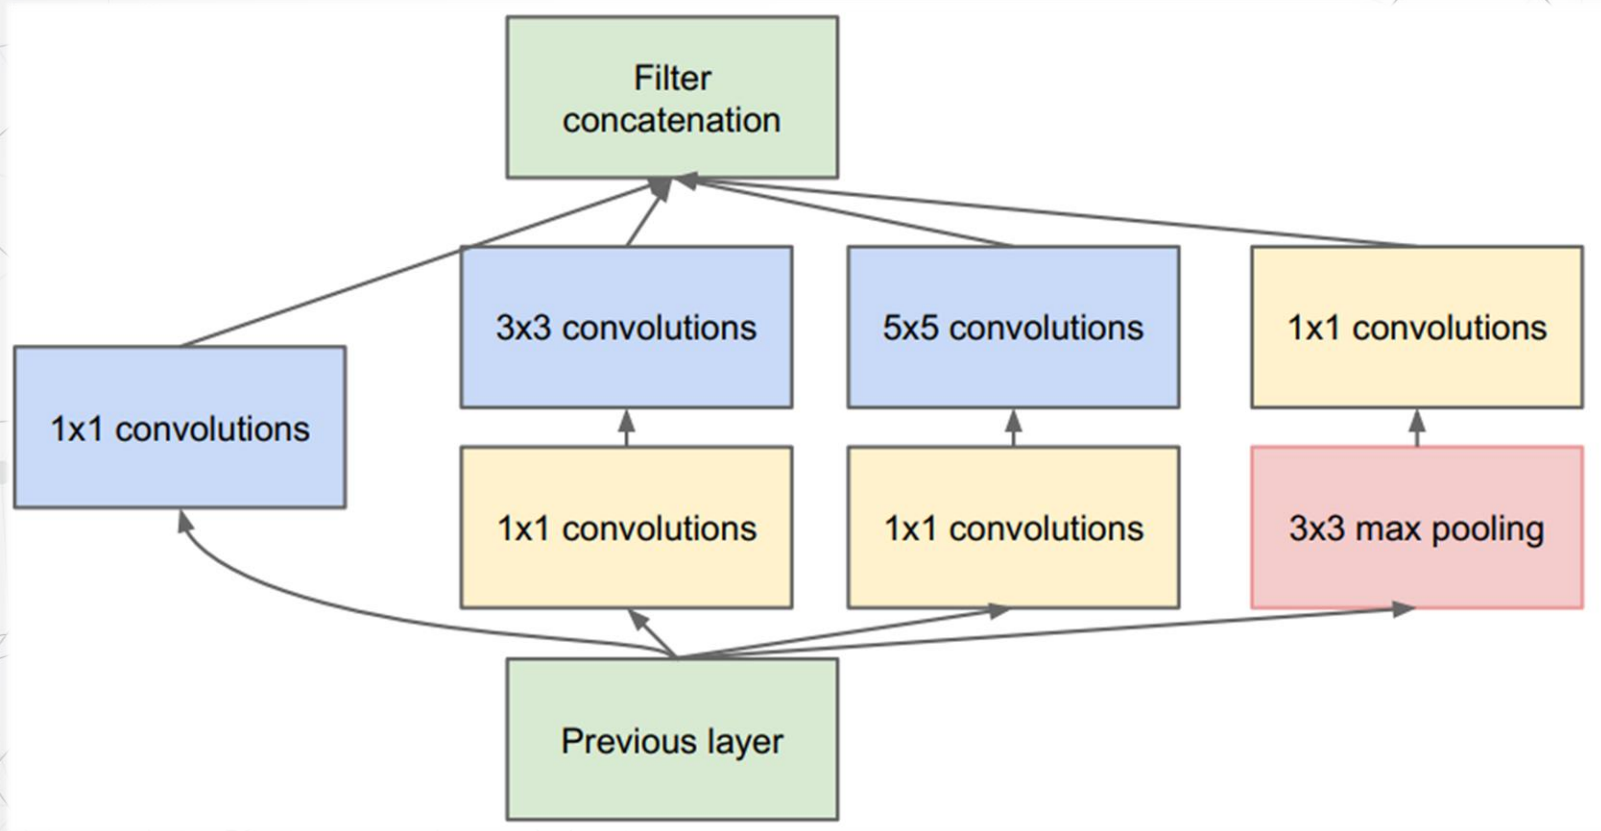 Filter
concatenation
3x3 convolutions
5x5 convolutions
1x1 convolutions
1x1 convolutions
1x1 convolutions
1x1 convolutions
3x3 max pooling
Previous layer